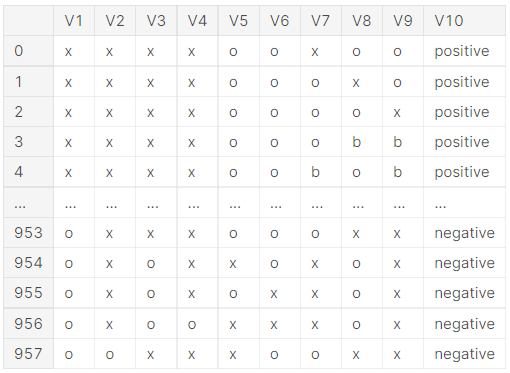 V1 V2 V3 V4 V5 V6 V7 V8 V9 V10
0 x x x x o o x o o positive
1 x x x x o o o x o positive
2 x x x x o o o o x positive
3 x x x x o o o b b positive
4 x x x x o o b o b positive
... ... ... ... ... ... ... ... ... ... ...
953 o x x x o o o x x negative
954 o x o x x o x o x negative
955 o x o x o x x o x negative
956 o x o o x x x o x negative
957 o o x x x o o x x negative